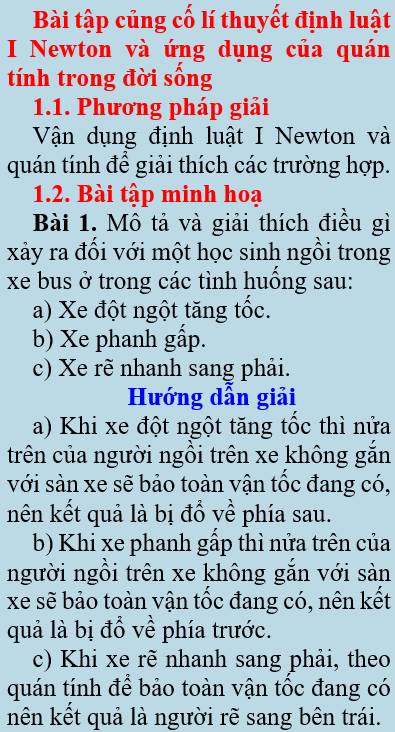 Bài tập củng cố lí thuyết định luật
I Newton và ứng dụng của quán
tính trong đời sống
1.1. Phương pháp giải
Vận dụng định luật I Newton và
quán tính để giải thích các trường hợp.
1.2. Bài tập minh hoạ
Bài 1. Mô tả và giải thích điều gì
xảy ra đối với một học sinh ngồi trong
xe bus ở trong các tình huống sau:
a) Xe đột ngột tăng tốc.
b) Xe phanh gấp.
c) Xe rẽ nhanh sang phải.
Hướng dẫn giải
a) Khi xe đột ngột tăng tốc thì nửa
trên của người ngồi trên xe không gắn
với sàn xe sẽ bảo toàn vận tốc đang có,
nên kết quả là bị đổ về phía sau.
b) Khi xe phanh gấp thì nửa trên của
người ngồi trên xe không gắn với sàn
xe sẽ bảo toàn vận tốc đang có, nên kết
quả là bị đổ về phía trước.
c) Khi xe rẽ nhanh sang phải, theo
quán tính để bảo toàn vận tốc đang có
nên kết quả là người rẽ sang bên trái.